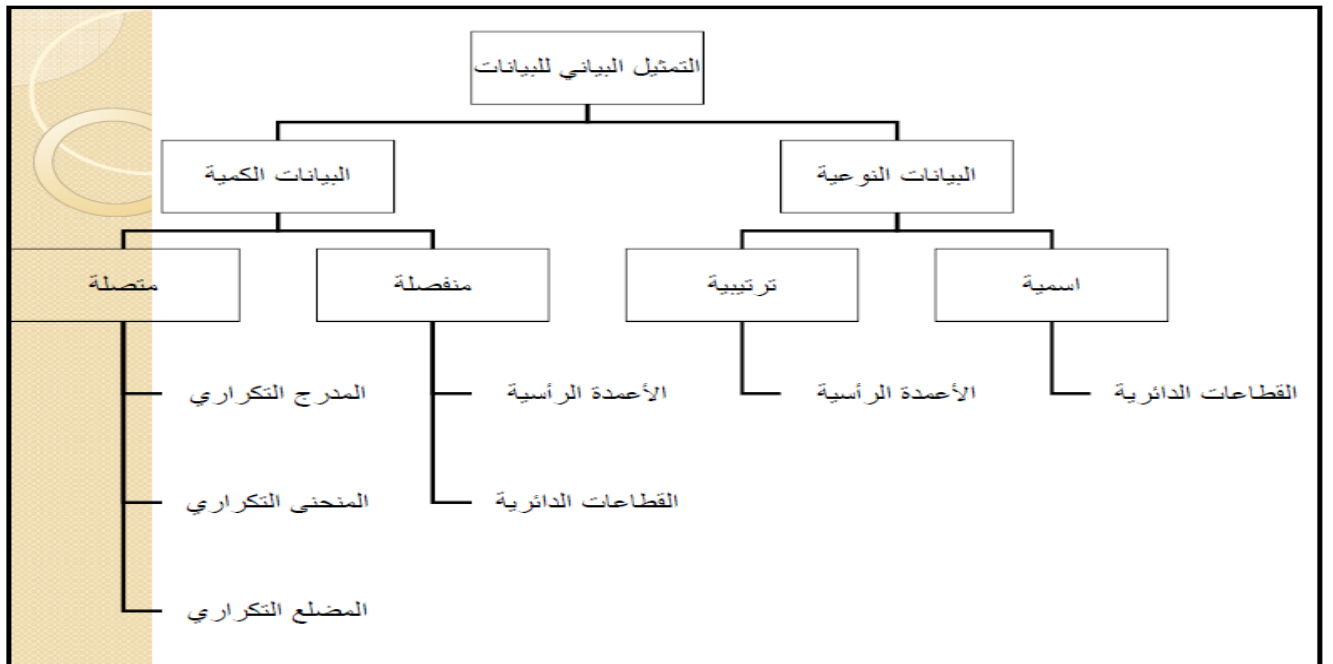 التمثيل البياني للبيانات
البيانات النوعية
البيانات الكمية
اسمية
ترتيبية
منفصلة
متصلة
القطاعات الدائرية
الأعمدة الرأسية
الأعمدة الرأسية
المدرج التكراري
القطاعات الدائرية
المنحنى التكراري
المضلع التكراري